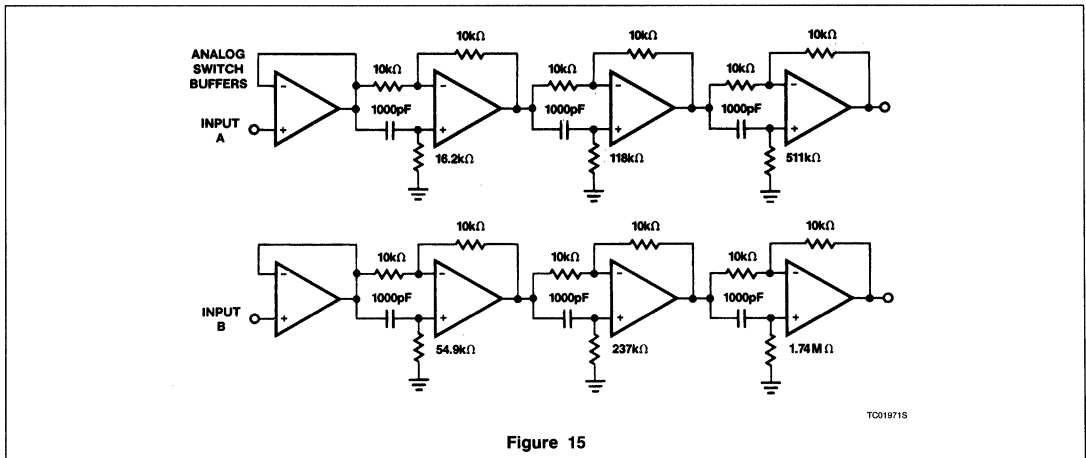 ANALOG
SWITCH
BUFFERS
INPUT
A
-
+
10kΩ
10kΩ
1000pF
-
+
16.2kΩ
10kΩ
10kΩ
1000pF
-
+
118kΩ
10kΩ
10kΩ
1000pF
-
+
511kΩ
INPUT
B
-
+
10kΩ
10kΩ
1000pF
-
+
54.9kΩ
10kΩ
10kΩ
1000pF
-
+
237kΩ
10kΩ
10kΩ
1000pF
-
+
1.74MΩ
TC01971S
Figure 15